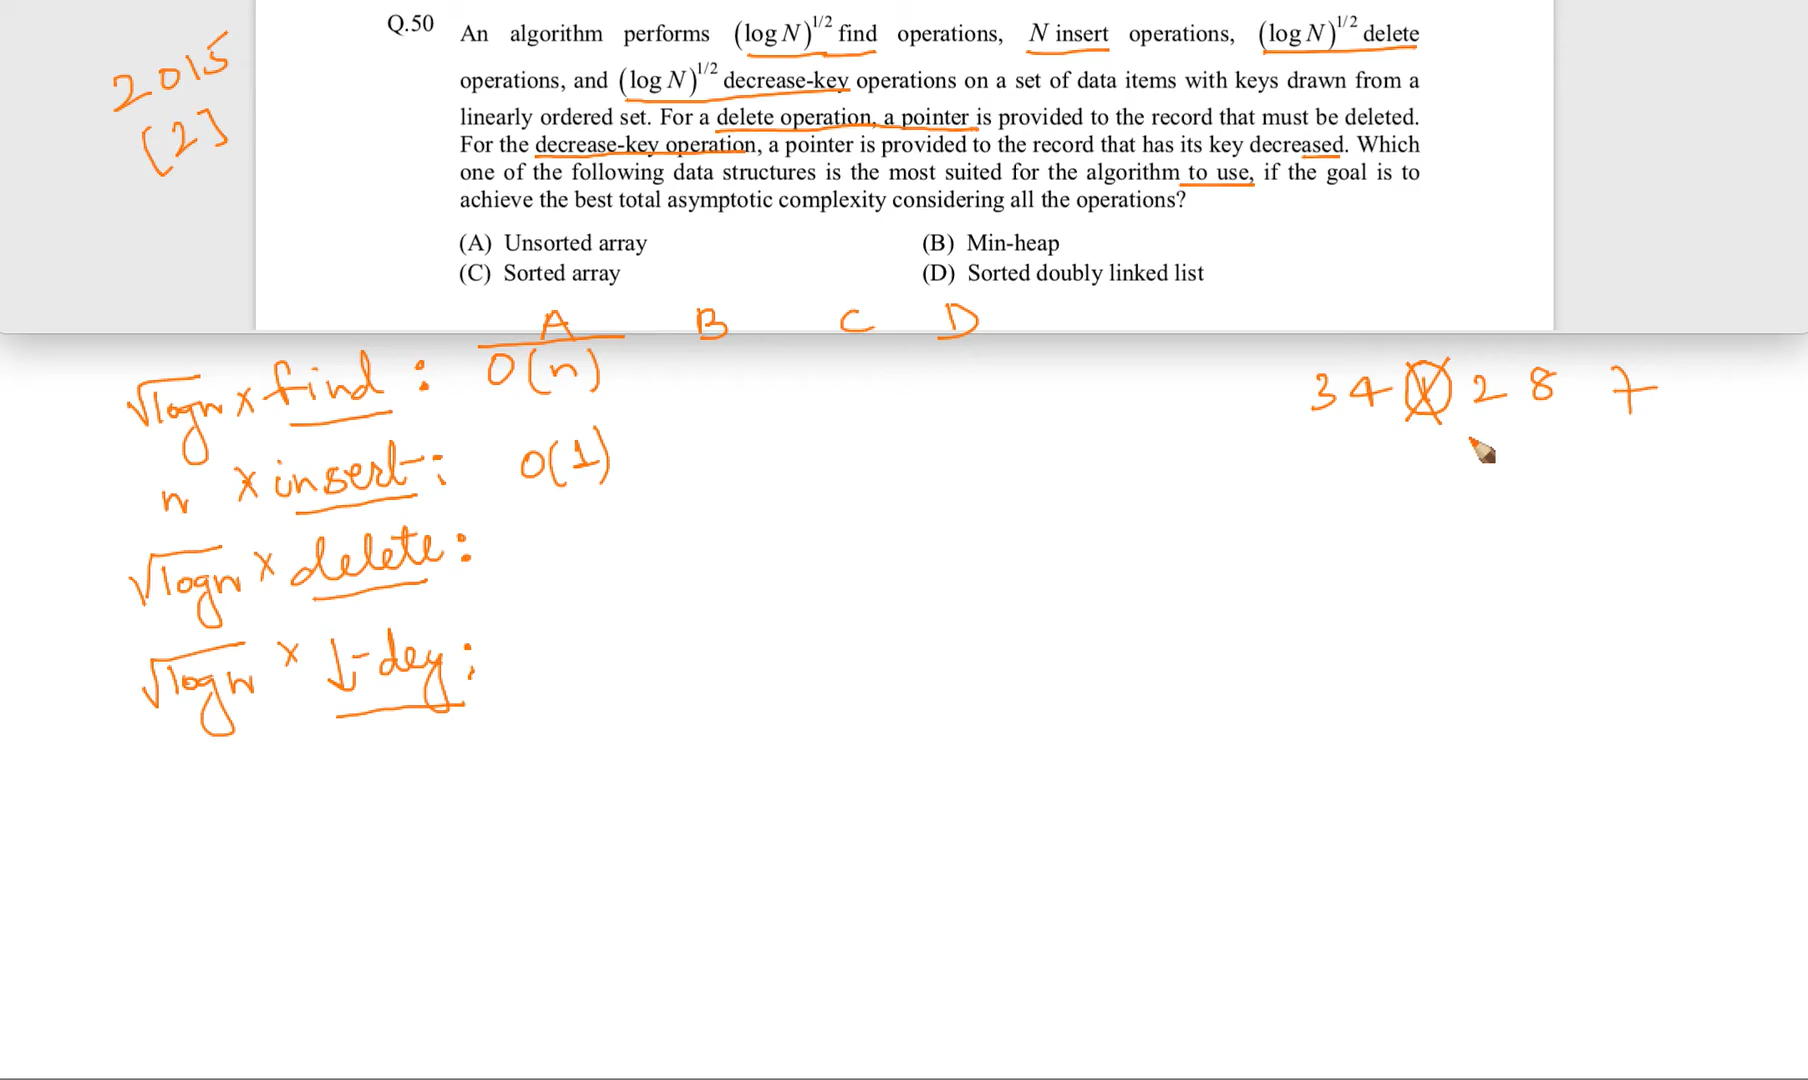 Q.50 An algorithm performs (log N)^1/2 find operations, N insert operations, (log N)^1/2 delete
operations, and (log N)^1/2 decrease-key operations on a set of data items with keys drawn from a
linearly ordered set. For a delete operation, a pointer is provided to the record that must be deleted.
For the decrease-key operation, a pointer is provided to the record that has its key decreased. Which
one of the following data structures is the most suited for the algorithm to use, if the goal is to
achieve the best total asymptotic complexity considering all the operations?
(A) Unsorted array (B) Min-heap
(C) Sorted array (D) Sorted doubly linked list
2015
[2]
A B C D
√logn × find : O(n)
n × insert : O(1)
√logn × delete :
√logn × ↓-dey :
3 4 2 8 7